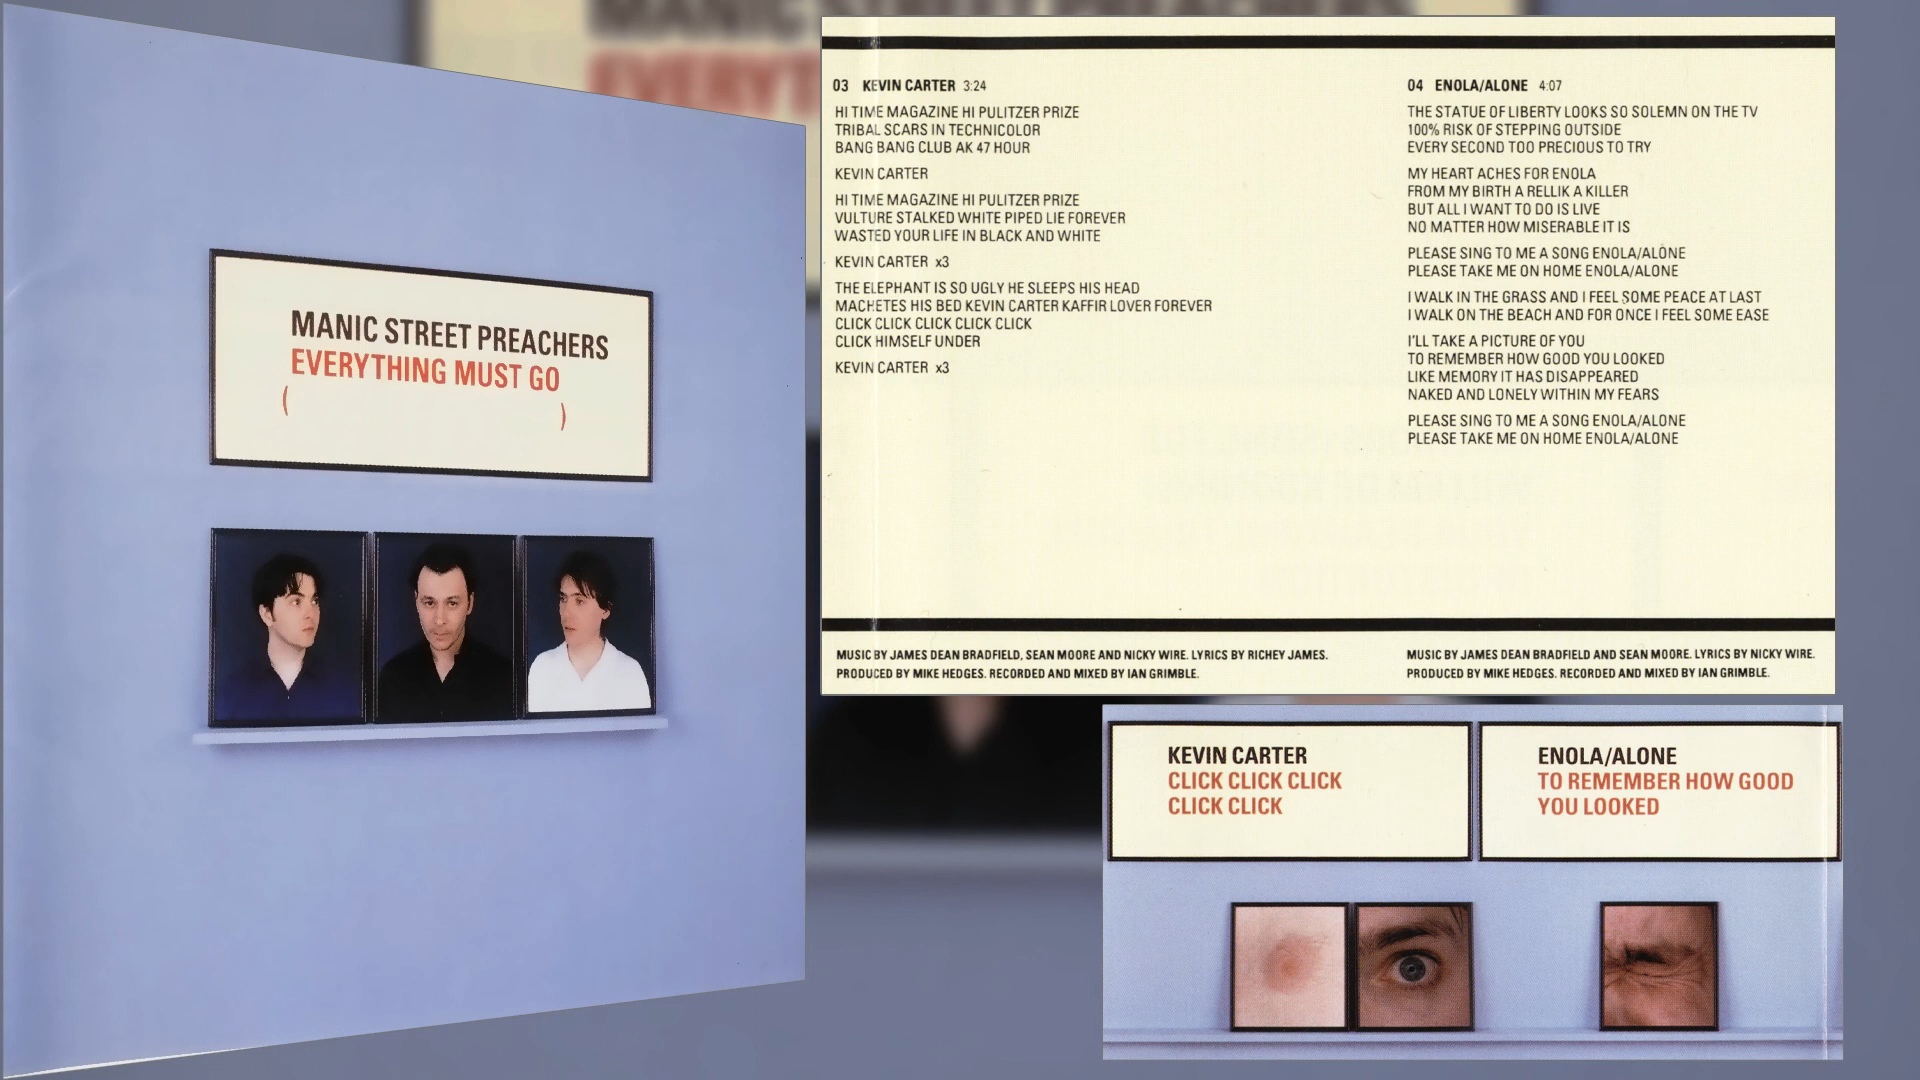 MANIC STREET PREACHERS
EVERYTHING MUST GO
( )
03 KEVIN CARTER 3:24
HI TIME MAGAZINE HI PULITZER PRIZE
TRIBAL SCARS IN TECHNICOLOR
BANG BANG CLUB AK 47 HOUR
KEVIN CARTER
HI TIME MAGAZINE HI PULITZER PRIZE
VULTURE STALKED WHITE PIPED LIE FOREVER
WASTED YOUR LIFE IN BLACK AND WHITE
KEVIN CARTER x3
THE ELEPHANT IS SO UGLY HE SLEEPS HIS HEAD
MACHETES HIS BED KEVIN CARTER KAFFIR LOVER FOREVER
CLICK CLICK CLICK CLICK CLICK
CLICK HIMSELF UNDER
KEVIN CARTER x3
MUSIC BY JAMES DEAN BRADFIELD, SEAN MOORE AND NICKY WIRE. LYRICS BY RICHEY JAMES.
PRODUCED BY MIKE HEDGES. RECORDED AND MIXED BY IAN GRIMBLE.
04 ENOLA/ALONE 4:07
THE STATUE OF LIBERTY LOOKS SO SOLEMN ON THE TV
100% RISK OF STEPPING OUTSIDE
EVERY SECOND TOO PRECIOUS TO TRY
MY HEART ACHES FOR ENOLA
FROM MY BIRTH A RELLIK A KILLER
BUT ALL I WANT TO DO IS LIVE
NO MATTER HOW MISERABLE IT IS
PLEASE SING TO ME A SONG ENOLA/ALONE
PLEASE TAKE ME ON HOME ENOLA/ALONE
I WALK IN THE GRASS AND I FEEL SOME PEACE AT LAST
I WALK ON THE BEACH AND FOR ONCE I FEEL SOME EASE
I'LL TAKE A PICTURE OF YOU
TO REMEMBER HOW GOOD YOU LOOKED
LIKE MEMORY IT HAS DISAPPEARED
NAKED AND LONELY WITHIN MY FEARS
PLEASE SING TO ME A SONG ENOLA/ALONE
PLEASE TAKE ME ON HOME ENOLA/ALONE
MUSIC BY JAMES DEAN BRADFIELD AND SEAN MOORE. LYRICS BY NICKY WIRE.
PRODUCED BY MIKE HEDGES. RECORDED AND MIXED BY IAN GRIMBLE.
KEVIN CARTER
CLICK CLICK CLICK
CLICK CLICK
ENOLA/ALONE
TO REMEMBER HOW GOOD
YOU LOOKED